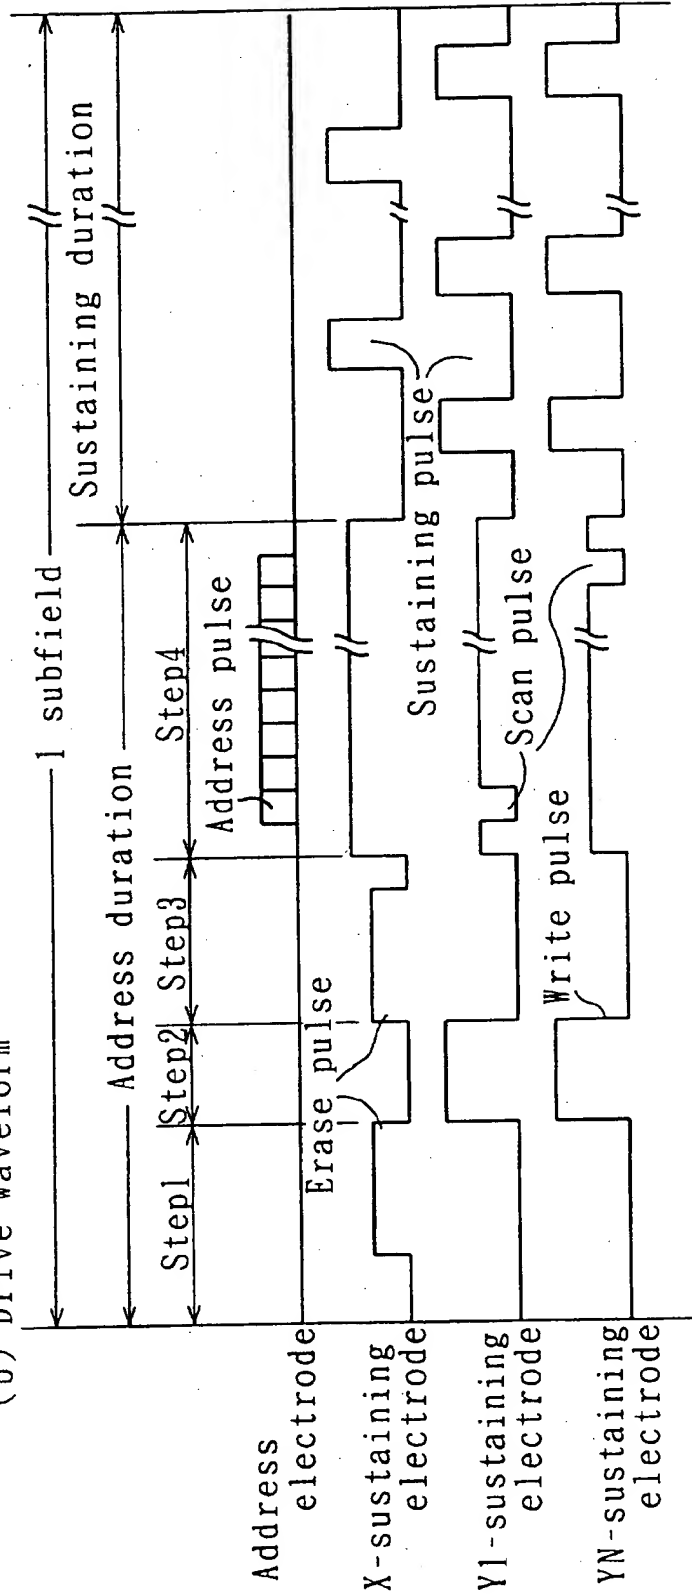 (b) Drive waveform
1 subfield
Address duration
Sustaining duration
Step1
Step2
Step3
Step4
Address pulse
Address
electrode
Erase pulse
X-sustaining
electrode
Sustaining pulse
Y1-sustaining
electrode
Scan pulse
Write pulse
YN-sustaining
electrode